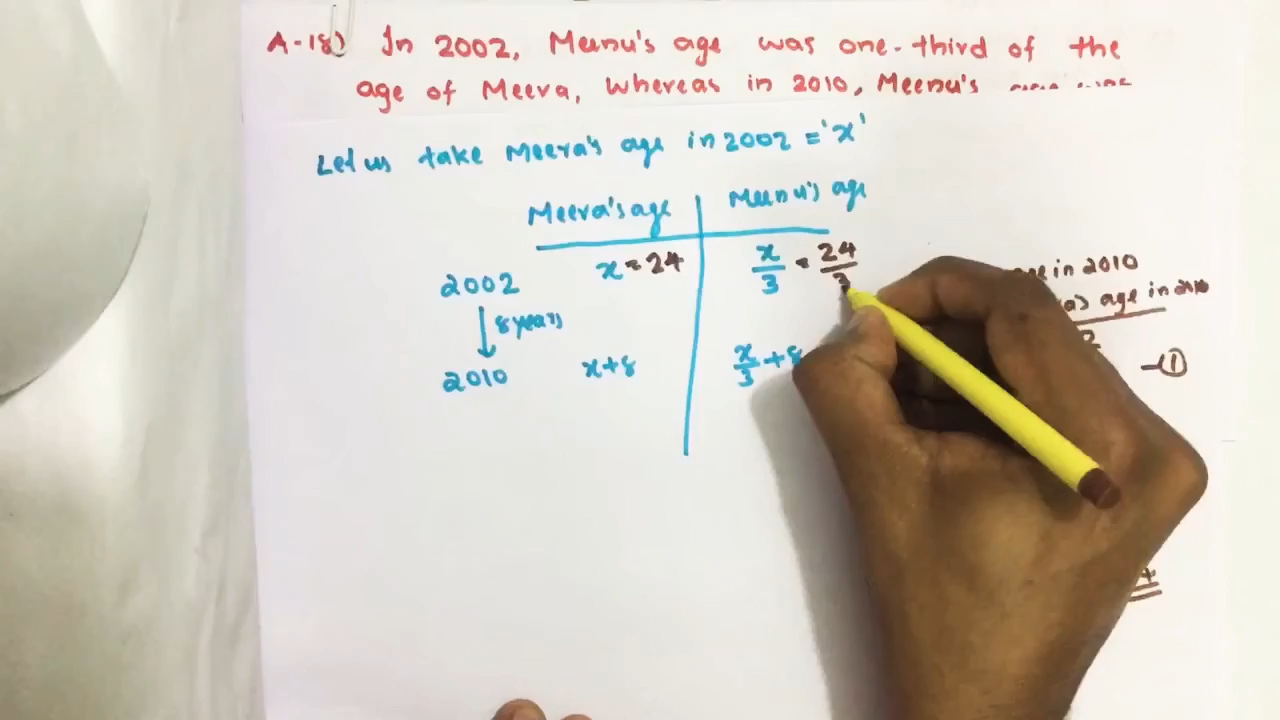 A-18) In 2002, Meenu's age was one-third of the
age of Meera, whereas in 2010, Meenu's
Let us take Meera's age in 2002 = 'x'
Meera's age Meenu's age
2002 x = 24 x/3 = 24/3
8 years
2010 x+8 x/3 + 8
age in 2010
age in 2010
2
-①